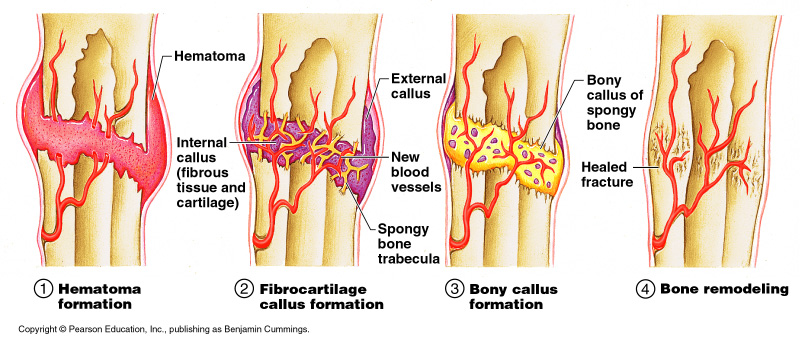 Hematoma
External
callus
Bony
callus of
spongy
bone
Internal
callus
(fibrous
tissue and
cartilage)
New
blood
vessels
Healed
fracture
Spongy
bone
trabecula
1 Hematoma
formation
2 Fibrocartilage
callus formation
3 Bony callus
formation
4 Bone remodeling
Copyright © Pearson Education, Inc., publishing as Benjamin Cummings.